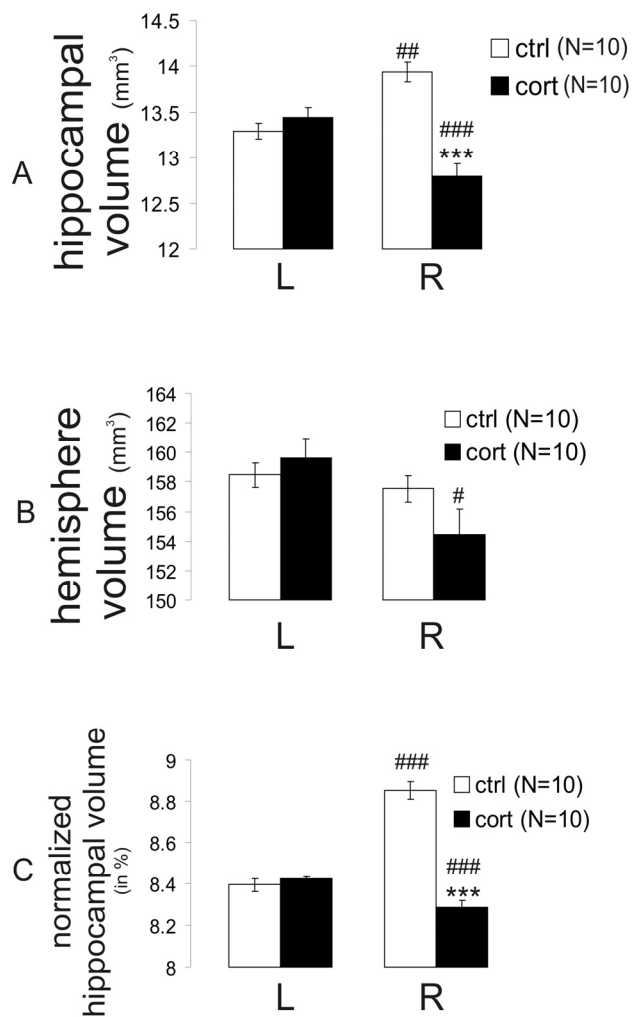 A
hippocampal
volume (mm³)
14.5
14
13.5
13
12.5
12
##
###
***
ctrl (N=10)
cort (N=10)
L R
B
hemisphere
volume (mm³)
164
162
160
158
156
154
152
150
#
ctrl (N=10)
cort (N=10)
L R
C
normalized
hippocampal volume
(in %)
9
8.8
8.6
8.4
8.2
8
###
###
***
ctrl (N=10)
cort (N=10)
L R